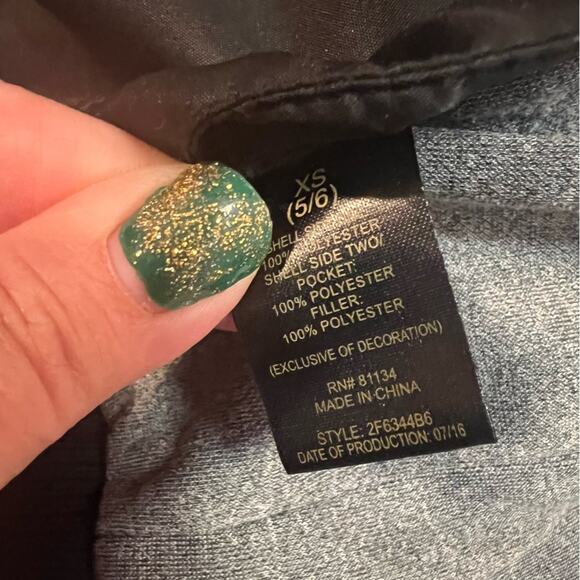 XS
(5/6)
SHELL
100% POLYESTER
SHELL SIDE TWO/
POCKET:
100% POLYESTER
FILLER:
100% POLYESTER
(EXCLUSIVE OF DECORATION)
RN# 81134
MADE IN CHINA
STYLE: 2F6344B6
DATE OF PRODUCTION: 07/16